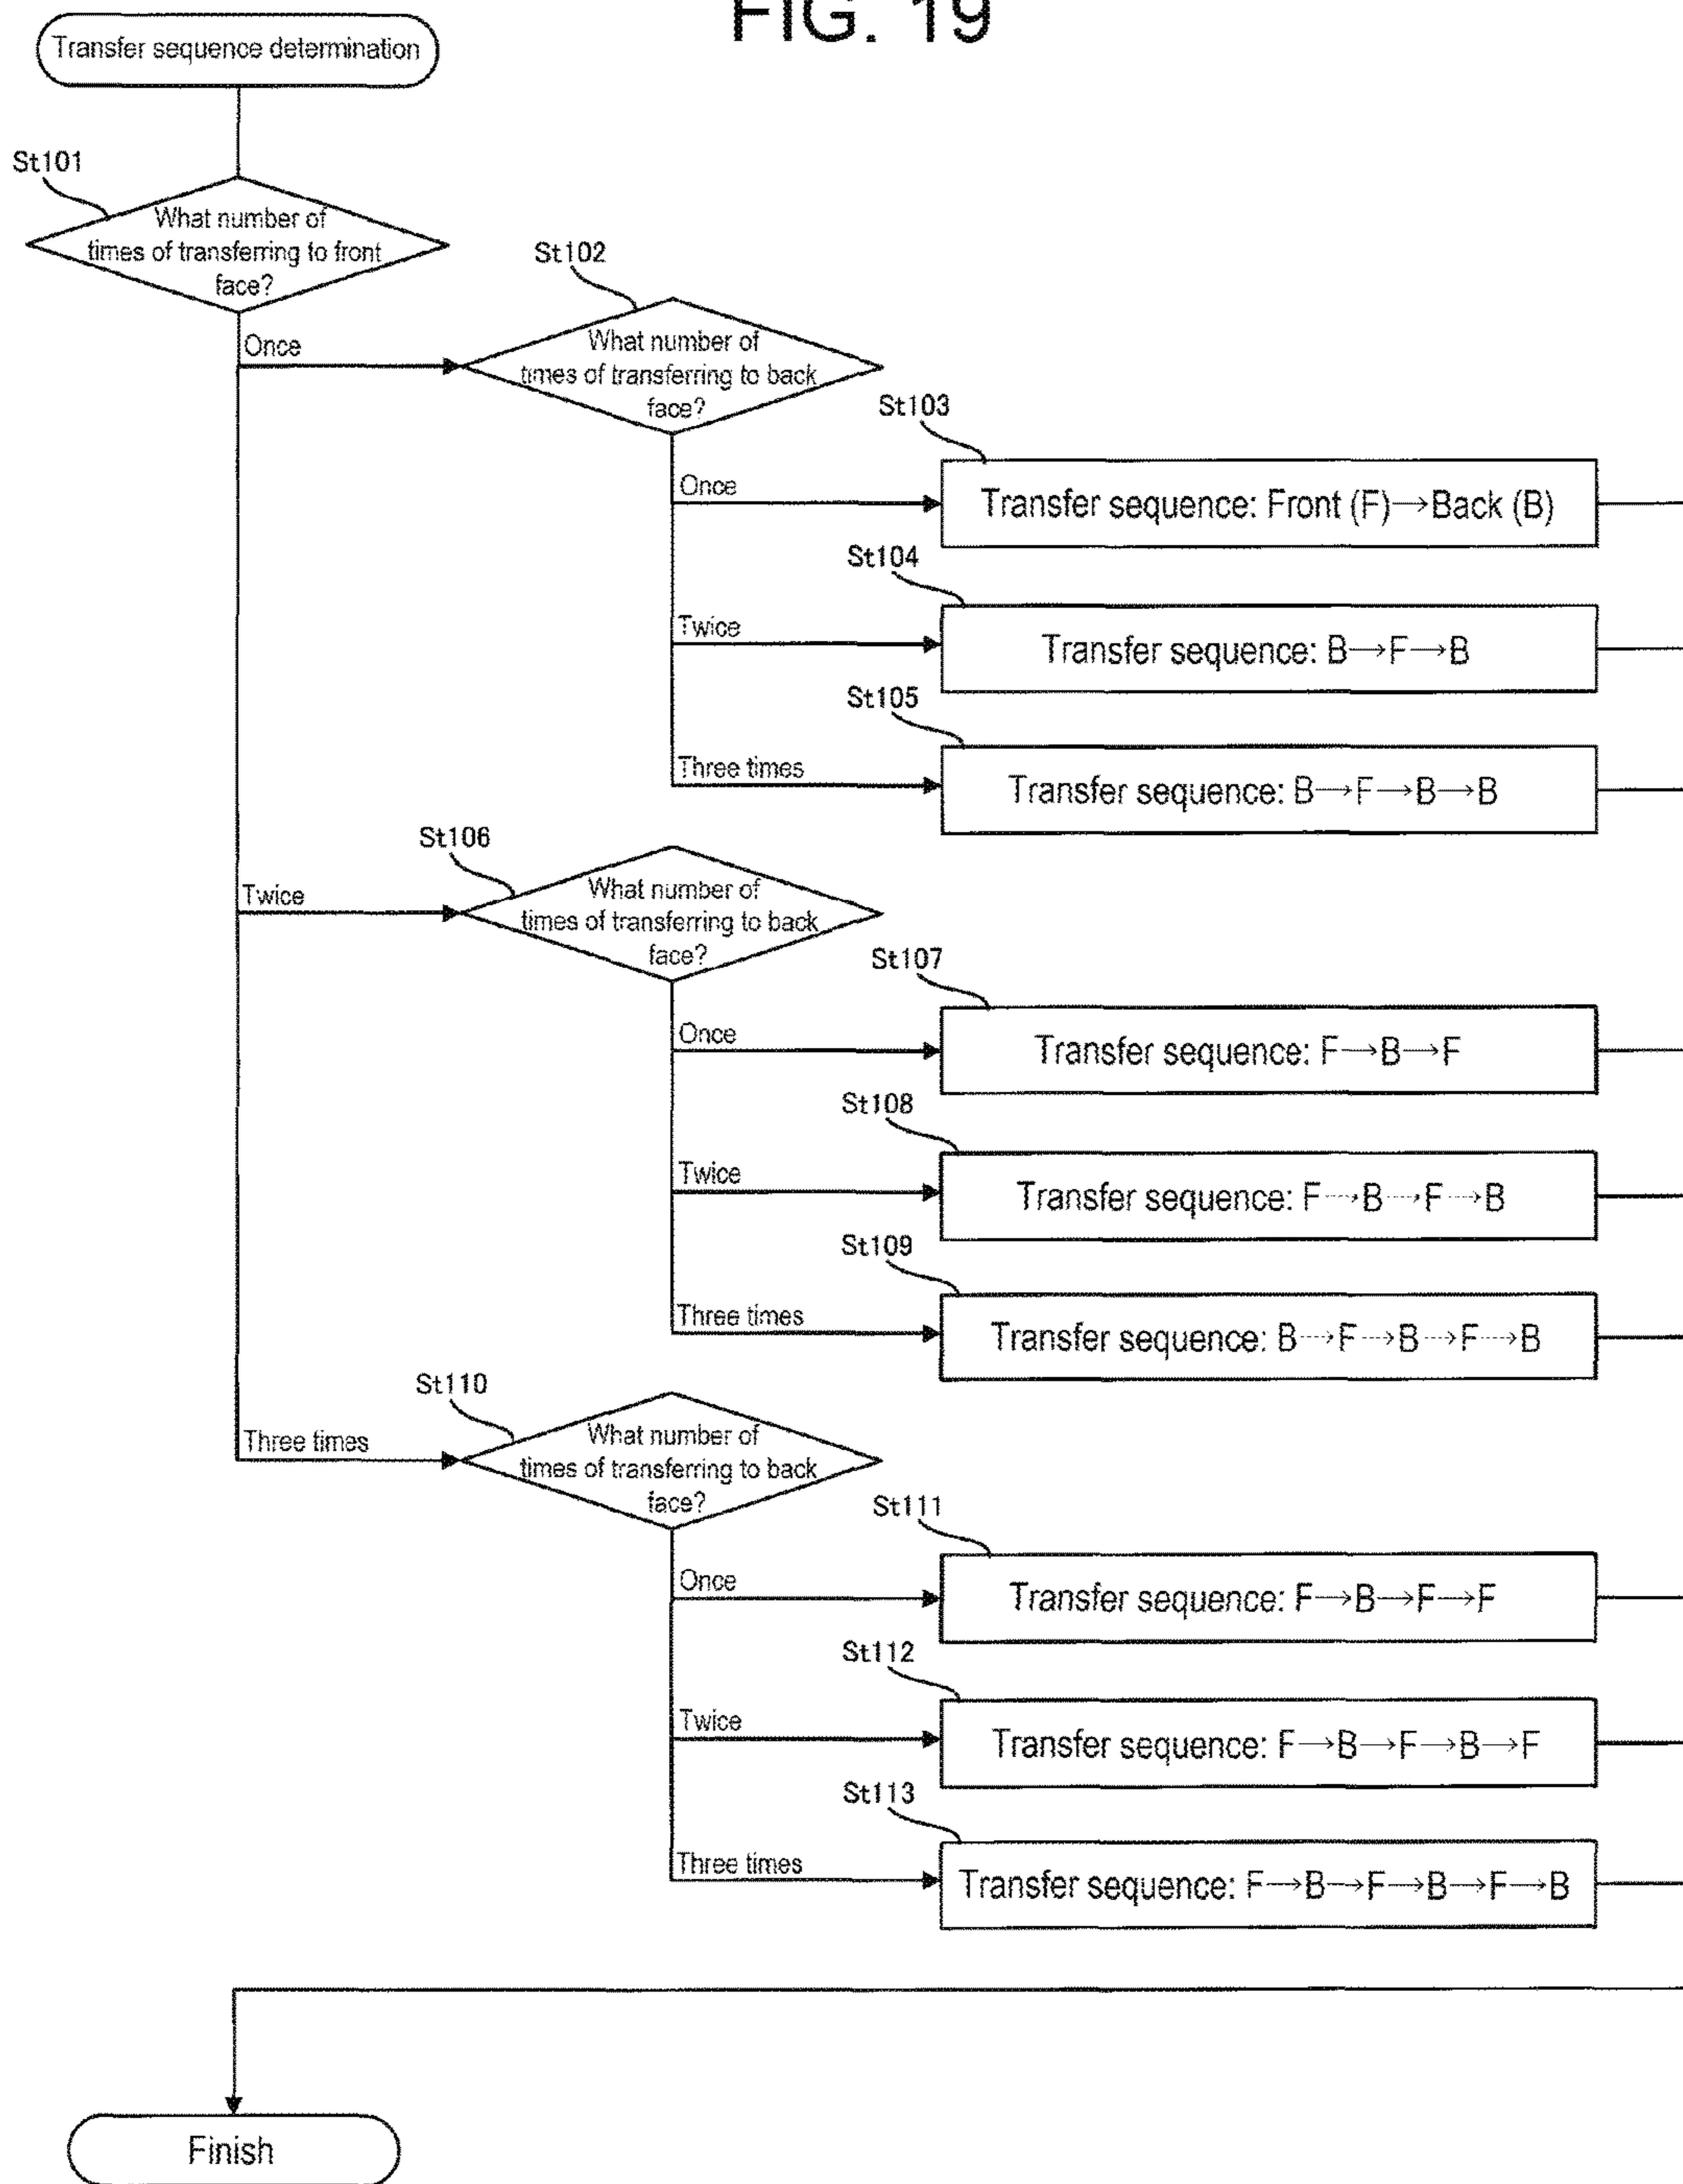 FIG. 19
Transfer sequence determination
St101
What number of
times of transferring to front
face?
Once
St102
What number of
times of transferring to back
face?
Once
St103
Transfer sequence: Front (F)→Back (B)
Twice
St104
Transfer sequence: B→F→B
Three times
St105
Transfer sequence: B→F→B→B
Twice
St106
What number of
times of transferring to back
face?
Once
St107
Transfer sequence: F→B→F
Twice
St108
Transfer sequence: F→B→F→B
Three times
St109
Transfer sequence: B→F→B→F→B
Three times
St110
What number of
times of transferring to back
face?
Once
St111
Transfer sequence: F→B→F→F
Twice
St112
Transfer sequence: F→B→F→B→F
Three times
St113
Transfer sequence: F→B→F→B→F→B
Finish